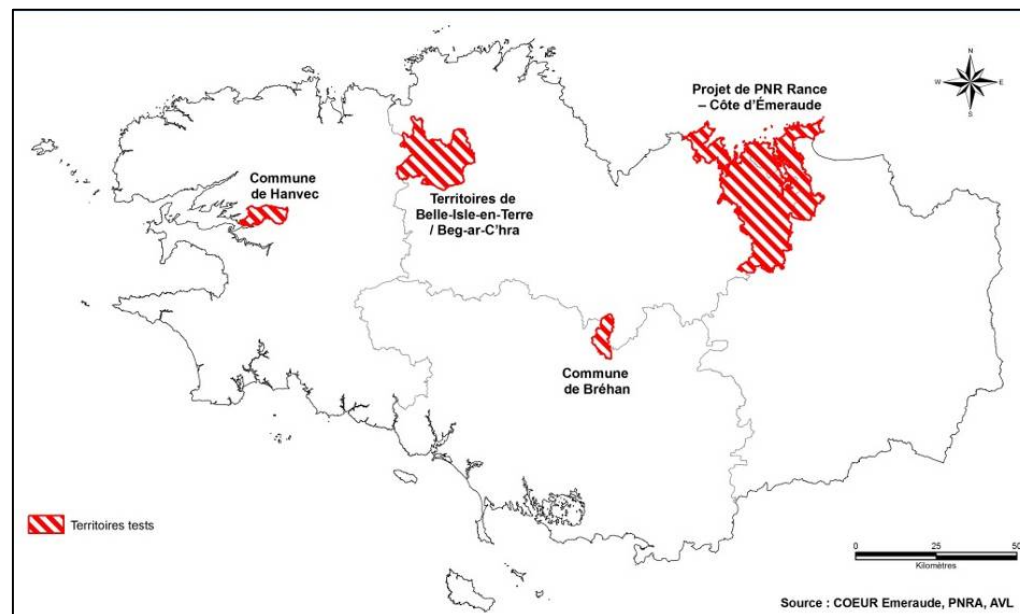 N
W
E
S
Projet de PNR Rance
– Côte d'Émeraude
Commune
de Hanvec
Territoires de
Belle-Isle-en-Terre
/ Beg-ar-C'hra
Commune
de Bréhan
Territoires tests
0 25 50
Kilomètres
Source : COEUR Emeraude, PNRA, AVL